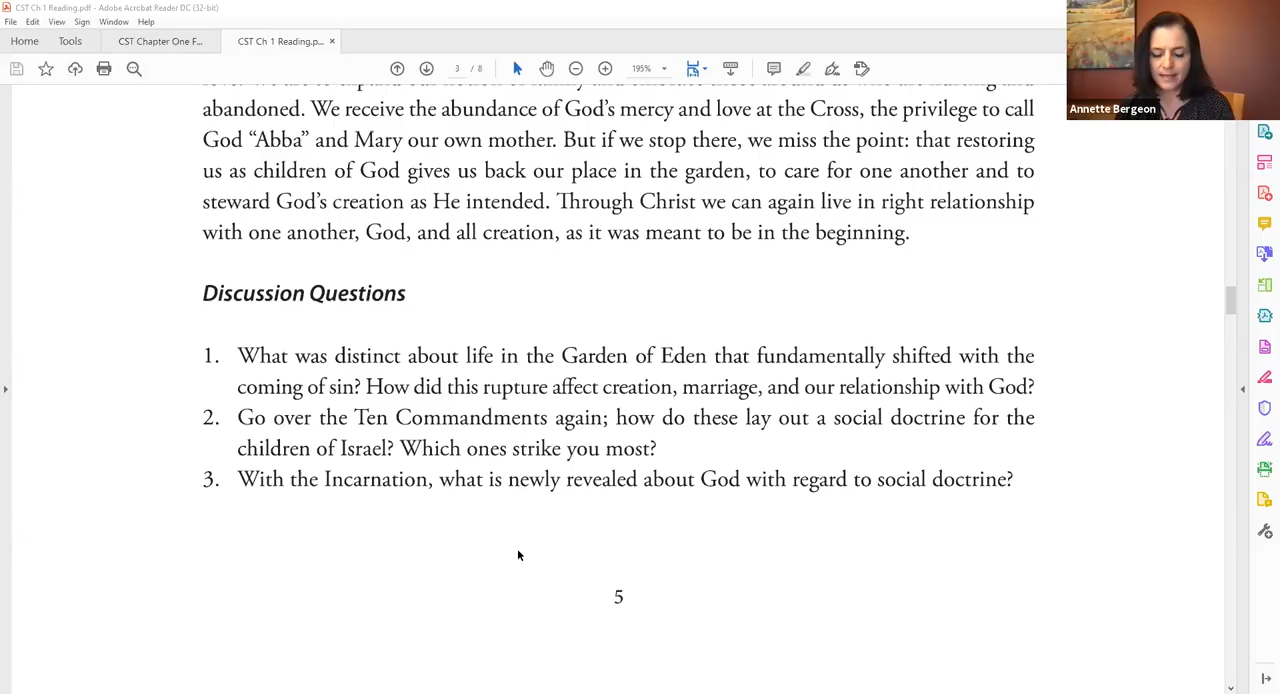 CST Ch 1 Reading.pdf - Adobe Acrobat Reader DC (32-bit)
File Edit View Sign Window Help
Home Tools CST Chapter One F... CST Ch 1 Reading.p... ×
3 / 8 195%
abandoned. We receive the abundance of God’s mercy and love at the Cross, the privilege to call
God “Abba” and Mary our own mother. But if we stop there, we miss the point: that restoring
us as children of God gives us back our place in the garden, to care for one another and to
steward God’s creation as He intended. Through Christ we can again live in right relationship
with one another, God, and all creation, as it was meant to be in the beginning.
Discussion Questions
1. What was distinct about life in the Garden of Eden that fundamentally shifted with the
coming of sin? How did this rupture affect creation, marriage, and our relationship with God?
2. Go over the Ten Commandments again; how do these lay out a social doctrine for the
children of Israel? Which ones strike you most?
3. With the Incarnation, what is newly revealed about God with regard to social doctrine?
5
Annette Bergeon